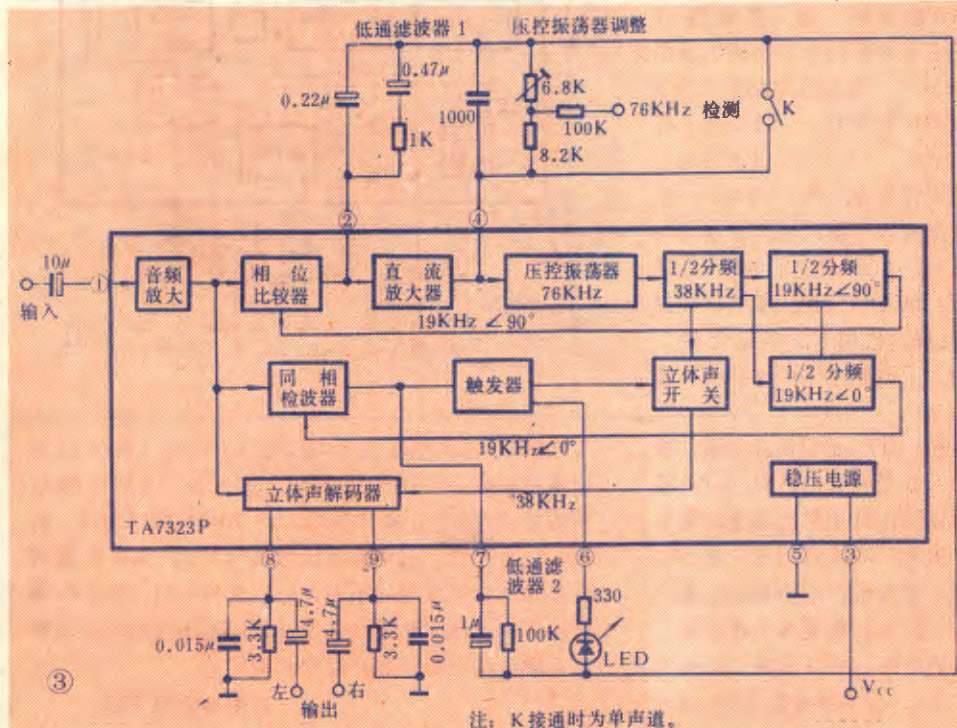 低通滤波器 1
压控振荡器调整
0.47μ
0.22μ
1K
1000
6.8K
100K
76KHz 检测
8.2K
K
②
④
10μ
①
输入
音频
放大
相 位
比较器
直 流
放大器
压控振荡器
76KHz
1/2分频
38KHz
1/2分频
19KHz∠90°
19KHz ∠90°
同 相
检波器
触发器
立体声
开 关
1/2 分频
19KHz∠0°
19KHz∠0°
立体声解码器
38KHz
稳压电源
TA7323P
⑧
⑨
⑦
⑥
⑤
③
低通滤
波器 2
0.015μ
3.3K
4.7μ
4.7μ
3.3K
0.015μ
1μ
100K
330
LED
左
右
输出
VCC
③
注: K 接通时为单声道。